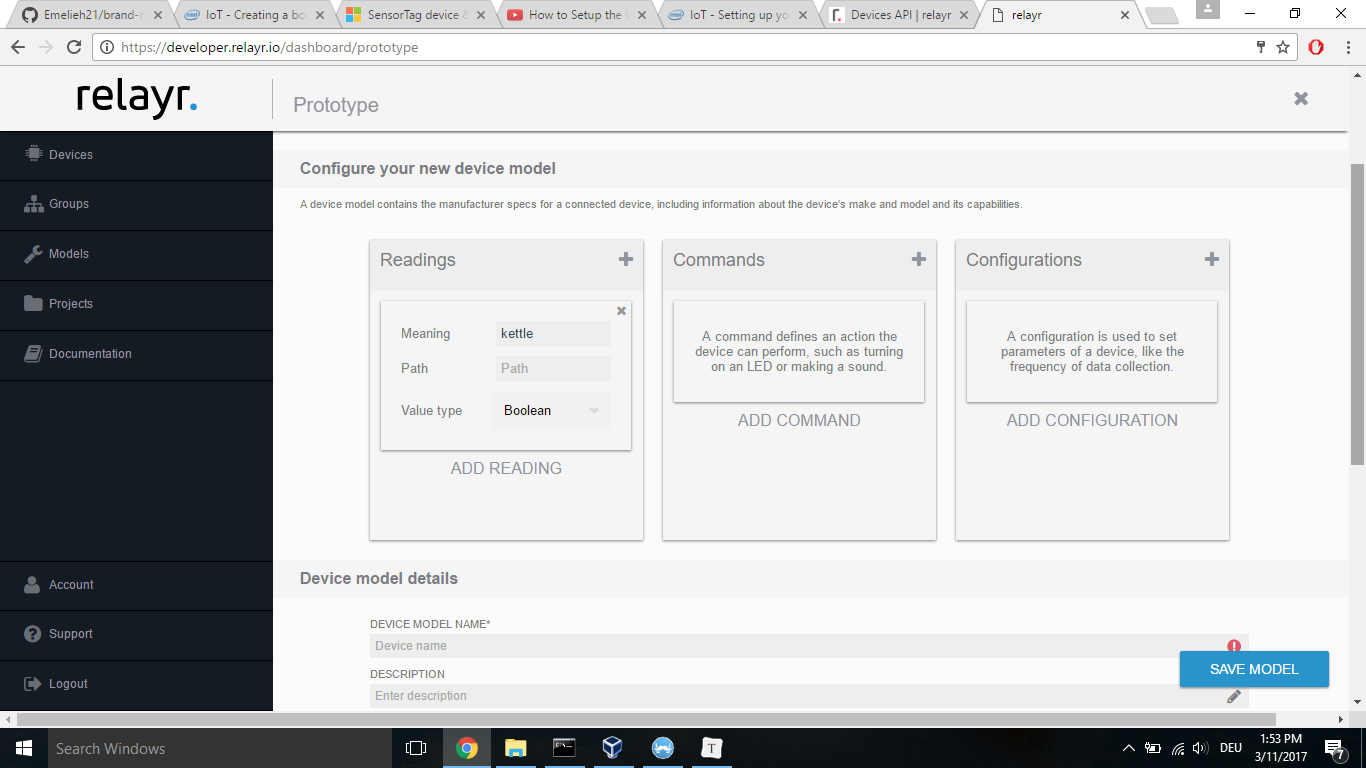 Emelieh21/brand-n
IoT - Creating a bo
SensorTag device &
How to Setup the I
IoT - Setting up yo
Devices API | relayr
relayr
https://developer.relayr.io/dashboard/prototype
relayr.
Prototype
Devices
Groups
Models
Projects
Documentation
Account
Support
Logout
Configure your new device model
A device model contains the manufacturer specs for a connected device, including information about the device's make and model and its capabilities.
Readings
Meaning kettle
Path Path
Value type Boolean
ADD READING
Commands
A command defines an action the
device can perform, such as turning
on an LED or making a sound.
ADD COMMAND
Configurations
A configuration is used to set
parameters of a device, like the
frequency of data collection.
ADD CONFIGURATION
Device model details
DEVICE MODEL NAME*
Device name
DESCRIPTION
Enter description
SAVE MODEL
Search Windows
T
DEU
1:53 PM
3/11/2017
7